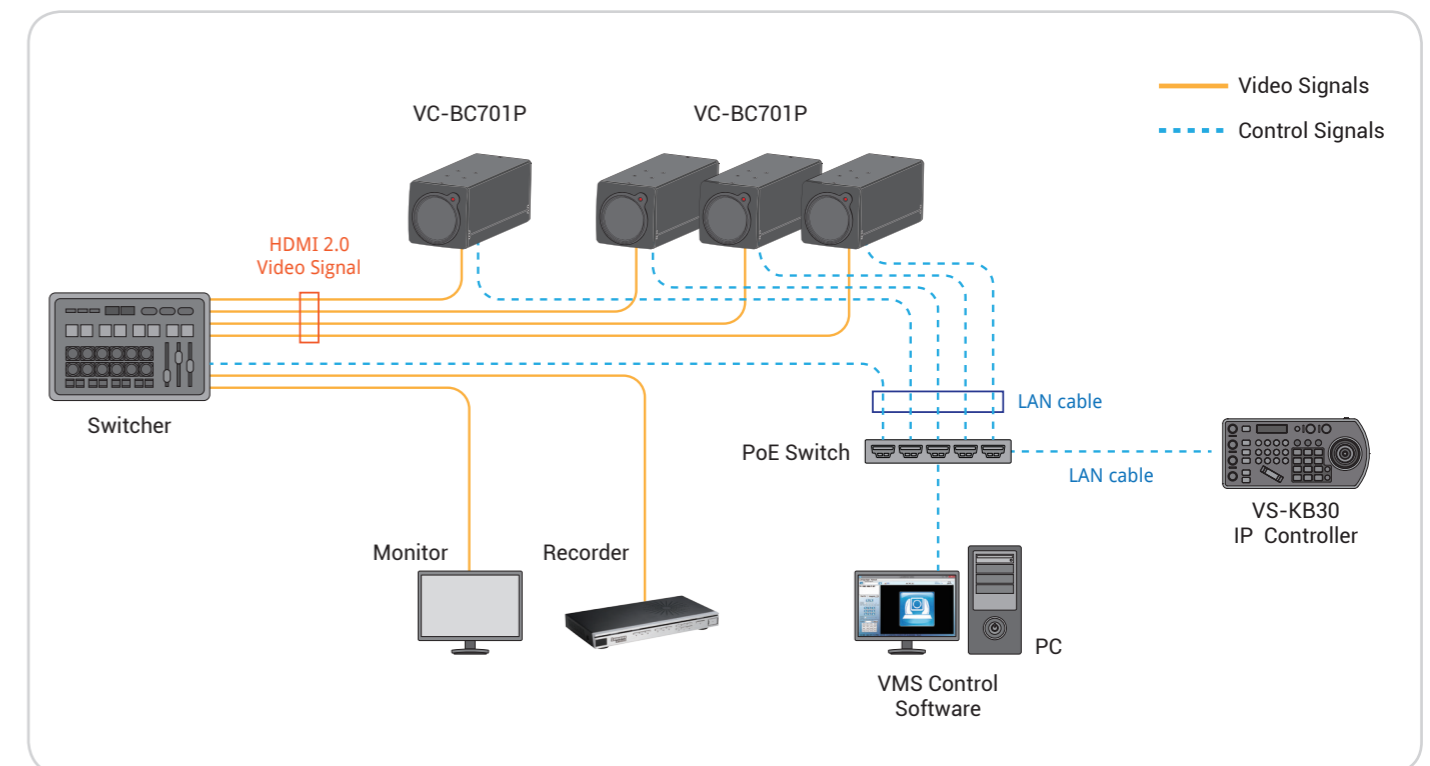 Video Signals
Control Signals
VC-BC701P
VC-BC701P
HDMI 2.0
Video Signal
Switcher
LAN cable
PoE Switch
LAN cable
VS-KB30
IP Controller
Monitor
Recorder
PC
VMS Control
Software